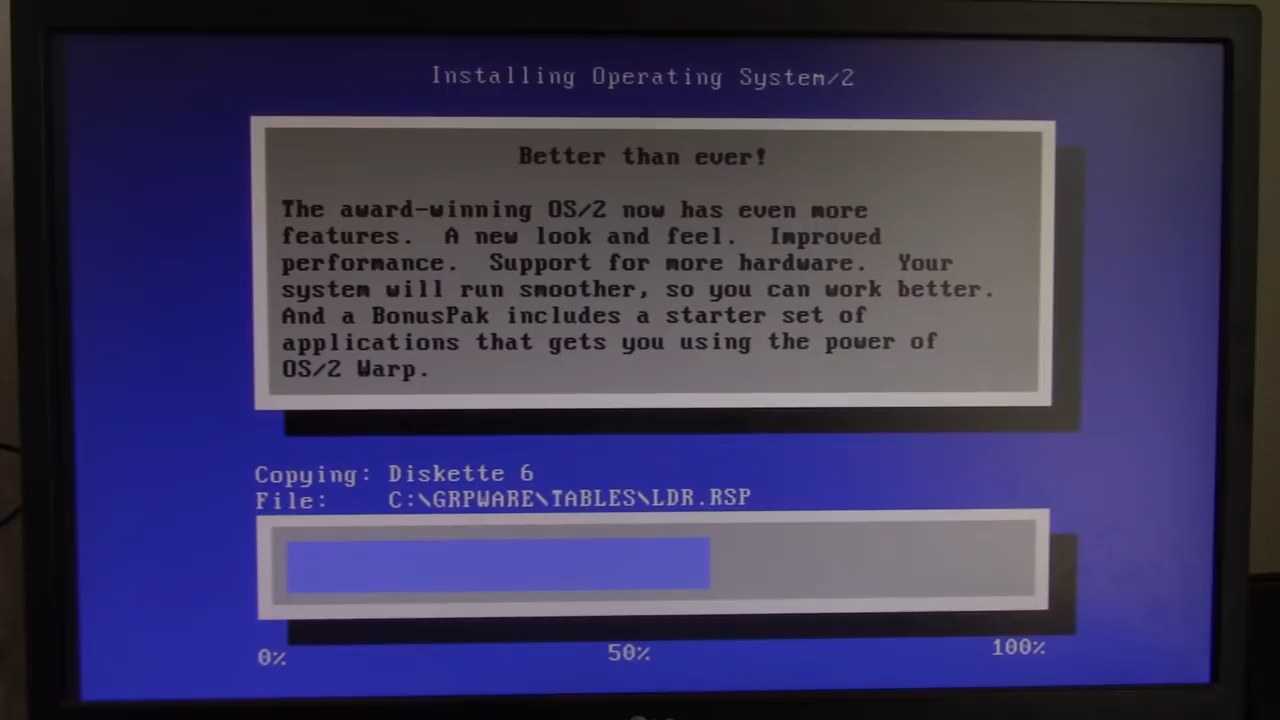 Installing Operating System/2
Better than ever!
The award-winning OS/2 now has even more
features.  A new look and feel.  Improved
performance.  Support for more hardware.  Your
system will run smoother, so you can work better.
And a BonusPak includes a starter set of
applications that gets you using the power of
OS/2 Warp.
Copying: Diskette 6
File:    C:\GRPWARE\TABLES\LDR.RSP
0% 50% 100%